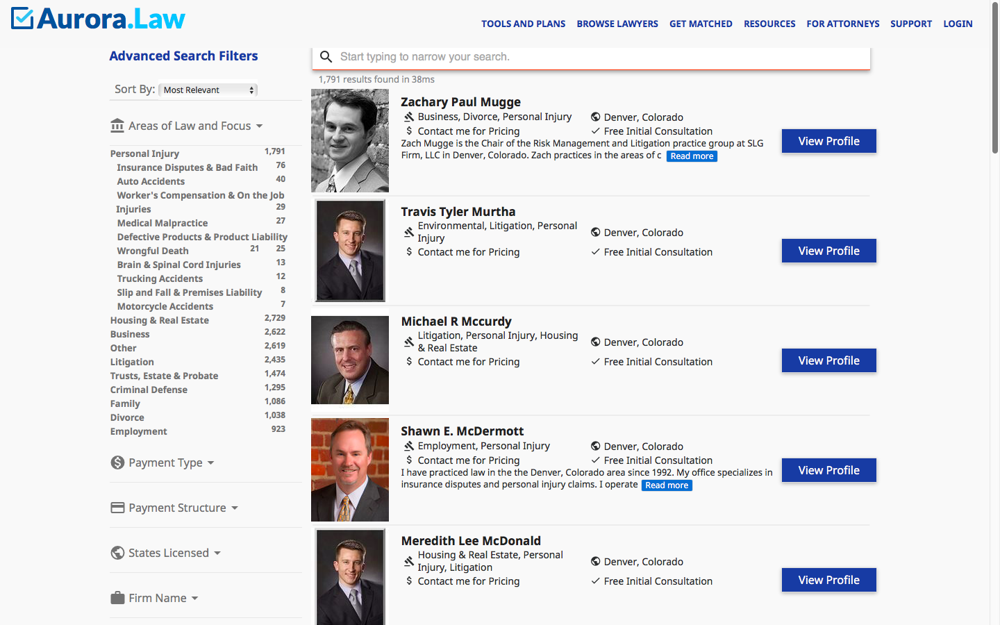 Aurora.Law
TOOLS AND PLANS BROWSE LAWYERS GET MATCHED RESOURCES FOR ATTORNEYS SUPPORT LOGIN
Advanced Search Filters
Sort By: Most Relevant
Areas of Law and Focus
Personal Injury 1,791
Insurance Disputes & Bad Faith 76
Auto Accidents 40
Worker's Compensation & On the Job
Injuries 29
Medical Malpractice 27
Defective Products & Product Liability
25
Wrongful Death 21
Brain & Spinal Cord Injuries 13
Trucking Accidents 12
Slip and Fall & Premises Liability 8
Motorcycle Accidents 7
Housing & Real Estate 2,729
Business 2,622
Other 2,619
Litigation 2,435
Trusts, Estate & Probate 1,474
Criminal Defense 1,295
Family 1,086
Divorce 1,038
Employment 923
Payment Type
Payment Structure
States Licensed
Firm Name
Start typing to narrow your search.
1,791 results found in 38ms
Zachary Paul Mugge
Business, Divorce, Personal Injury
Denver, Colorado
Contact me for Pricing
Free Initial Consultation
Zach Mugge is the Chair of the Risk Management and Litigation practice group at SLG
Firm, LLC in Denver, Colorado. Zach practices in the areas of c Read more
View Profile
Travis Tyler Murtha
Environmental, Litigation, Personal
Injury
Denver, Colorado
Contact me for Pricing
Free Initial Consultation
View Profile
Michael R Mccurdy
Litigation, Personal Injury, Housing
& Real Estate
Denver, Colorado
Contact me for Pricing
Free Initial Consultation
View Profile
Shawn E. McDermott
Employment, Personal Injury
Denver, Colorado
Contact me for Pricing
Free Initial Consultation
I have practiced law in the the Denver, Colorado area since 1992. My office specializes in
insurance disputes and personal injury claims. I operate Read more
View Profile
Meredith Lee McDonald
Housing & Real Estate, Personal
Injury, Litigation
Denver, Colorado
Contact me for Pricing
Free Initial Consultation
View Profile